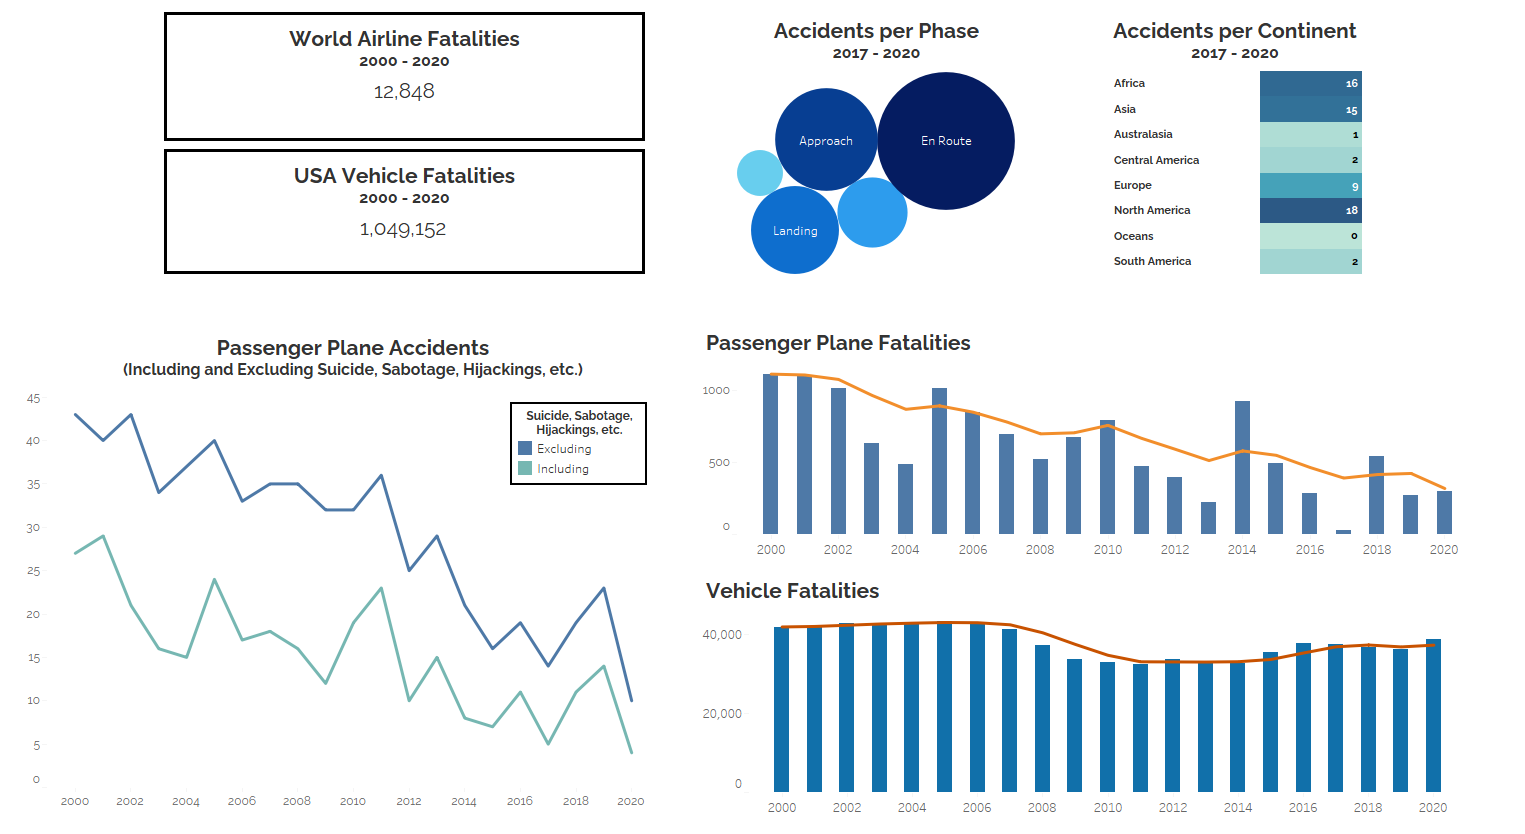 World Airline Fatalities
2000 - 2020
12,848
USA Vehicle Fatalities
2000 - 2020
1,049,152
Accidents per Phase
2017 - 2020
Approach
En Route
Landing
Accidents per Continent
2017 - 2020
Africa 16
Asia 15
Australasia 1
Central America 2
Europe 9
North America 18
Oceans 0
South America 2
Passenger Plane Accidents
(Including and Excluding Suicide, Sabotage, Hijackings, etc.)
45
40
35
30
25
20
15
10
5
0
2000 2002 2004 2006 2008 2010 2012 2014 2016 2018 2020
Suicide, Sabotage,
Hijackings, etc.
Excluding
Including
Passenger Plane Fatalities
1000
500
0
2000 2002 2004 2006 2008 2010 2012 2014 2016 2018 2020
Vehicle Fatalities
40,000
20,000
0
2000 2002 2004 2006 2008 2010 2012 2014 2016 2018 2020